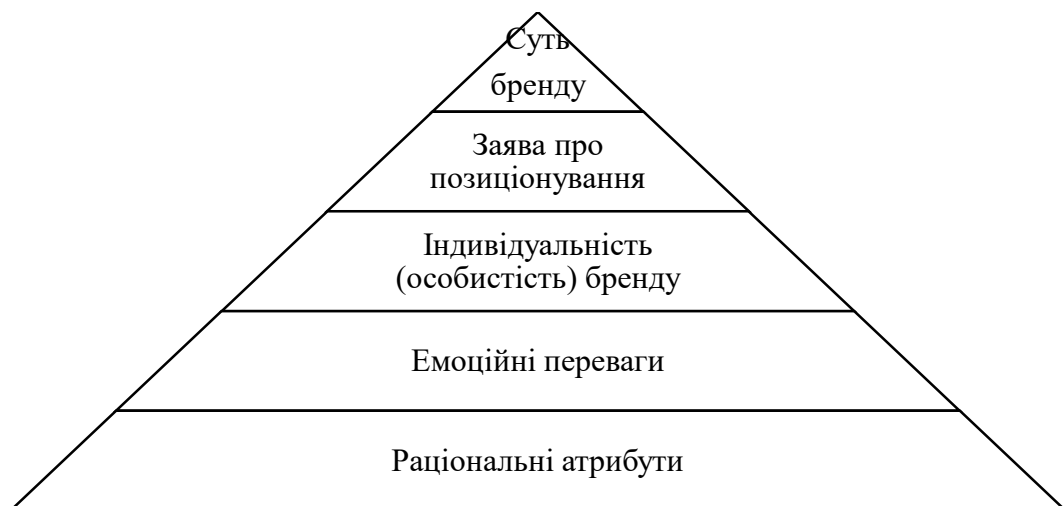 Суть
бренду
Заява про
позиціонування
Індивідуальність
(особистість) бренду
Емоційні переваги
Раціональні атрибути